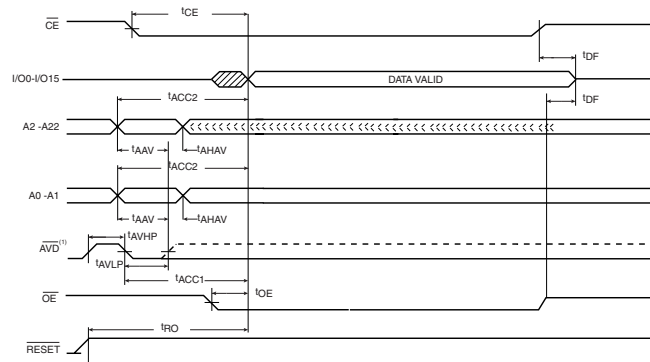 tCE
CE
tDF
I/O0-I/O15
DATA VALID
tACC2
tDF
A2 -A22
tAAV
tAHAV
tACC2
A0 -A1
tAAV
tAHAV
tAVHP
AVD(1)
tAVLP
tACC1
tOE
OE
tRO
RESET